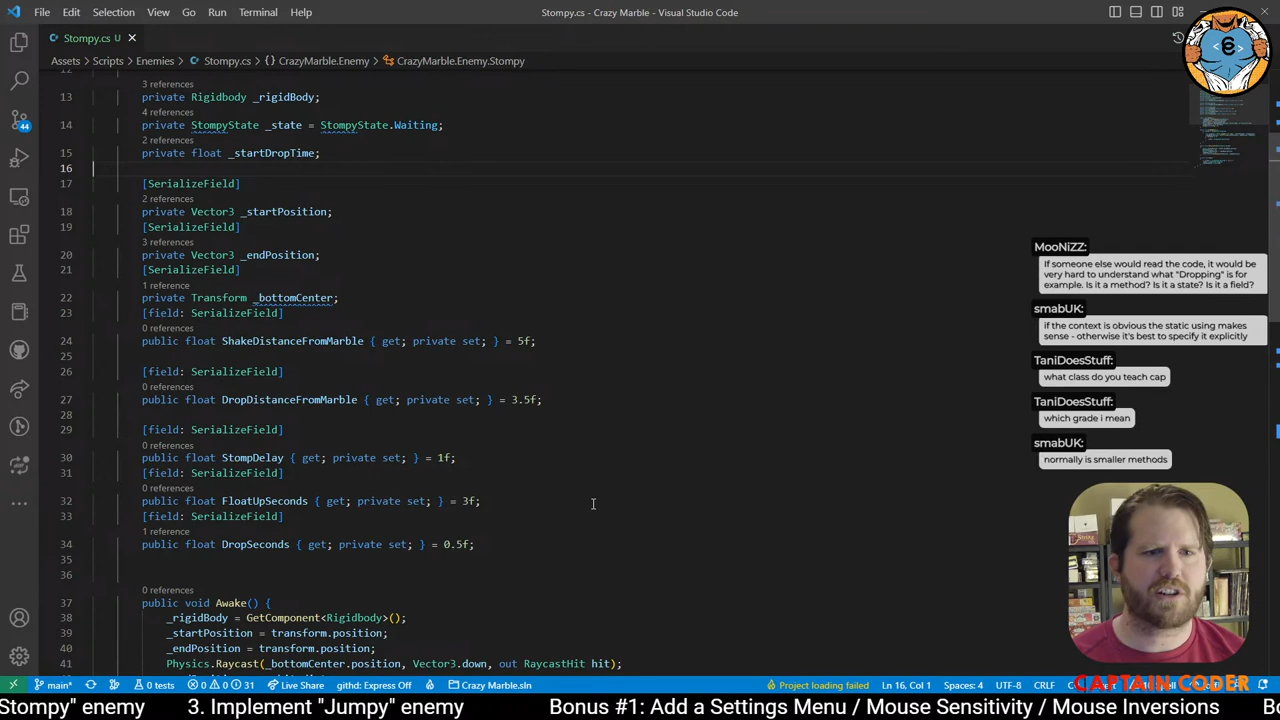 File Edit Selection View Go Run Terminal Help
Stompy.cs - Crazy Marble - Visual Studio Code
Stompy.cs U
Assets > Scripts > Enemies > Stompy.cs > {} CrazyMarble.Enemy > CrazyMarble.Enemy.Stompy
3 references
13 private Rigidbody _rigidBody;
4 references
14 private StompyState _state = StompyState.Waiting;
2 references
15 private float _startDropTime;
16
17 [SerializeField]
2 references
18 private Vector3 _startPosition;
19 [SerializeField]
3 references
20 private Vector3 _endPosition;
21 [SerializeField]
1 reference
22 private Transform _bottomCenter;
23 [field: SerializeField]
0 references
24 public float ShakeDistanceFromMarble { get; private set; } = 5f;
25
26 [field: SerializeField]
0 references
27 public float DropDistanceFromMarble { get; private set; } = 3.5f;
28
29 [field: SerializeField]
0 references
30 public float StompDelay { get; private set; } = 1f;
31 [field: SerializeField]
0 references
32 public float FloatUpSeconds { get; private set; } = 3f;
33 [field: SerializeField]
1 reference
34 public float DropSeconds { get; private set; } = 0.5f;
35
36
0 references
37 public void Awake() {
38 _rigidBody = GetComponent<Rigidbody>();
39 _startPosition = transform.position;
40 _endPosition = transform.position;
41 Physics.Raycast(_bottomCenter.position, Vector3.down, out RaycastHit hit);
MooNiZZ:
If someone else would read the code, it would be
very hard to understand what "Dropping" is for
example. Is it a method? Is it a state? Is it a field?
smabUK:
if the context is obvious the static using makes
sense - otherwise it's best to specify it explicitly
TaniDoesStuff:
what class do you teach cap
TaniDoesStuff:
which grade i mean
smabUK:
normally is smaller methods
44
String
CAPTAIN CODER
main* 0 tests 0 0 31 Live Share githd: Express Off Crazy Marble.sln Project loading failed Ln 16, Col 1 Spaces: 4 UTF-8 CRLF
Stompy" enemy 3. Implement "Jumpy" enemy Bonus #1: Add a Settings Menu / Mouse Sensitivity / Mouse Inversions